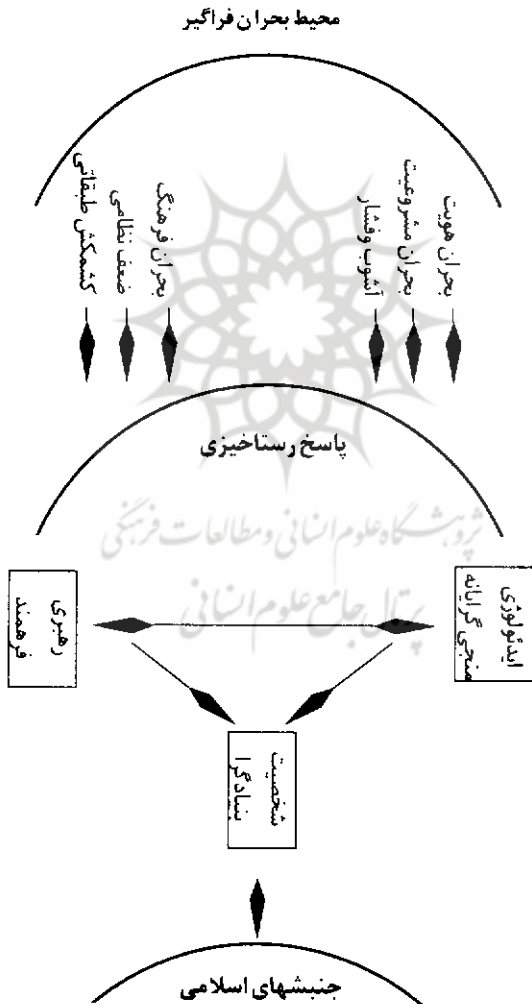 محیط بحران فراگیر
بحران هویت
بحران مشروعیت
آشوب و فشار
بحران فرهنگ
ضعف نظامی
کشمکش طبقاتی
پاسخ رستاخیزی
پژوهشگاه علوم انسانی و مطالعات فرهنگی
پرتال جامع علوم انسانی
ایدئولوژی
منجی گرایانه
رهبری
فرهمند
شخصیت
بنیادگرا
جنبشهای اسلامی